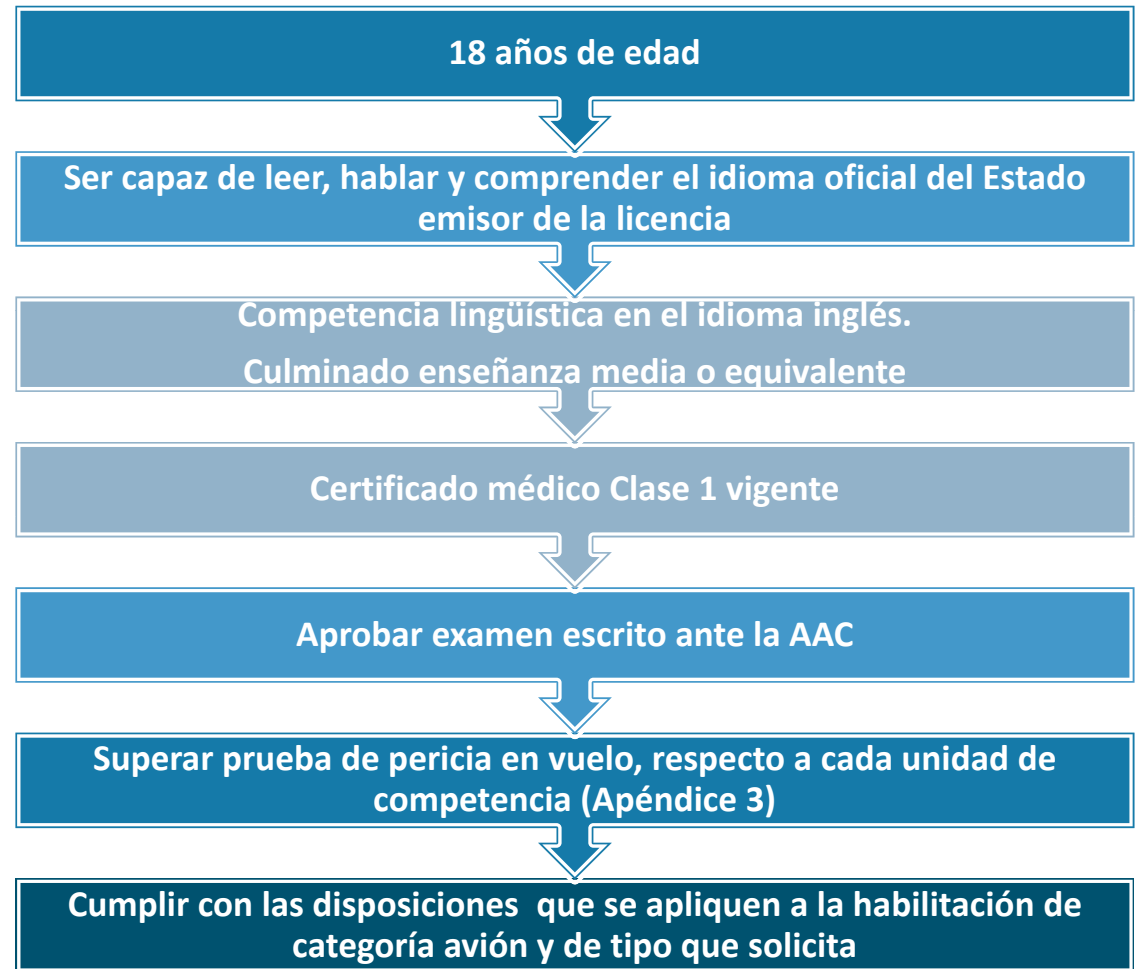 18 años de edad
Ser capaz de leer, hablar y comprender el idioma oficial del Estado
emisor de la licencia
Competencia lingüística en el idioma inglés.
Culminado enseñanza media o equivalente
Certificado médico Clase 1 vigente
Aprobar examen escrito ante la AAC
Superar prueba de pericia en vuelo, respecto a cada unidad de
competencia (Apéndice 3)
Cumplir con las disposiciones  que se apliquen a la habilitación de
categoría avión y de tipo que solicita